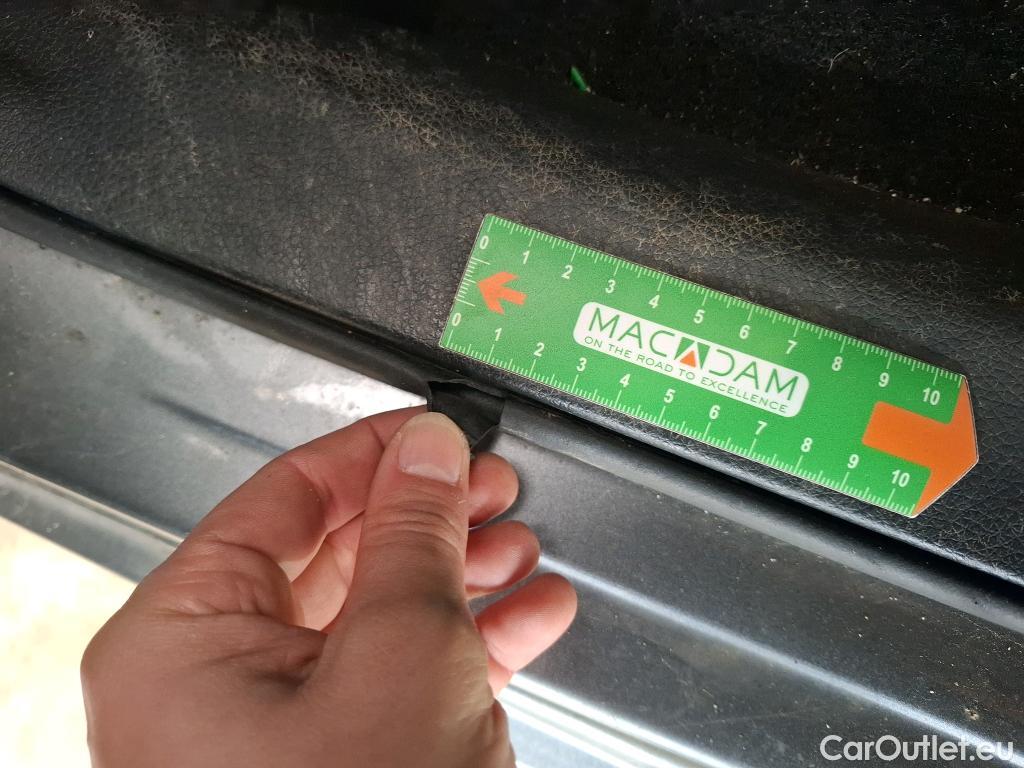 0 1 2 3 4 5 6 7 8 9 10
MACADAM
ON THE ROAD TO EXCELLENCE
0 1 2 3 4 5 6 7 8 9 10
CarOutlet.eu